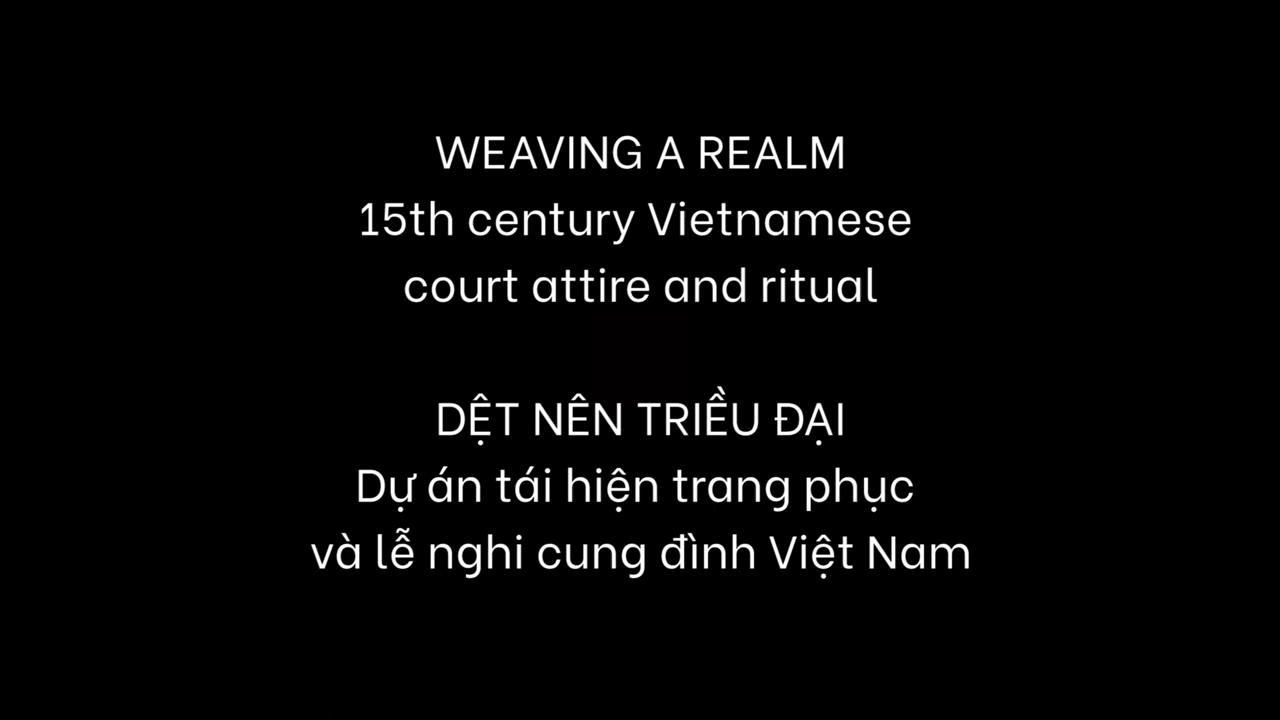 WEAVING A REALM
15th century Vietnamese
court attire and ritual
DỆT NÊN TRIỀU ĐẠI
Dự án tái hiện trang phục
và lễ nghi cung đình Việt Nam